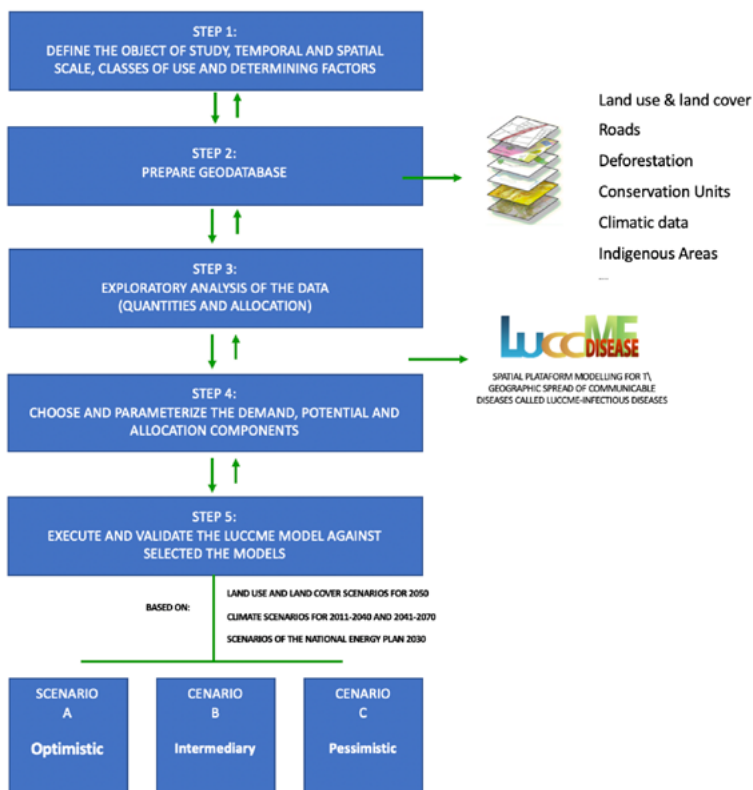 STEP 1:
DEFINE THE OBJECT OF STUDY, TEMPORAL AND SPATIAL
SCALE, CLASSES OF USE AND DETERMINING FACTORS
STEP 2:
PREPARE GEODATABASE
Land use & land cover
Roads
Deforestation
Conservation Units
Climatic data
Indigenous Areas
STEP 3:
EXPLORATORY ANALYSIS OF THE DATA
(QUANTITIES AND ALLOCATION)
LuccME
DISEASE
SPATIAL PLATAFORM MODELLING FOR T\
GEOGRAPHIC SPREAD OF COMMUNICABLE
DISEASES CALLED LUCCME-INFECTIOUS DISEASES
STEP 4:
CHOOSE AND PARAMETERIZE THE DEMAND, POTENTIAL AND
ALLOCATION COMPONENTS
STEP 5:
EXECUTE AND VALIDATE THE LUCCME MODEL AGAINST
SELECTED THE MODELS
BASED ON:
LAND USE AND LAND COVER SCENARIOS FOR 2050
CLIMATE SCENARIOS FOR 2011-2040 AND 2041-2070
SCENARIOS OF THE NATIONAL ENERGY PLAN 2030
SCENARIO
A
Optimistic
CENARIO
B
Intermediary
CENARIO
C
Pessimistic